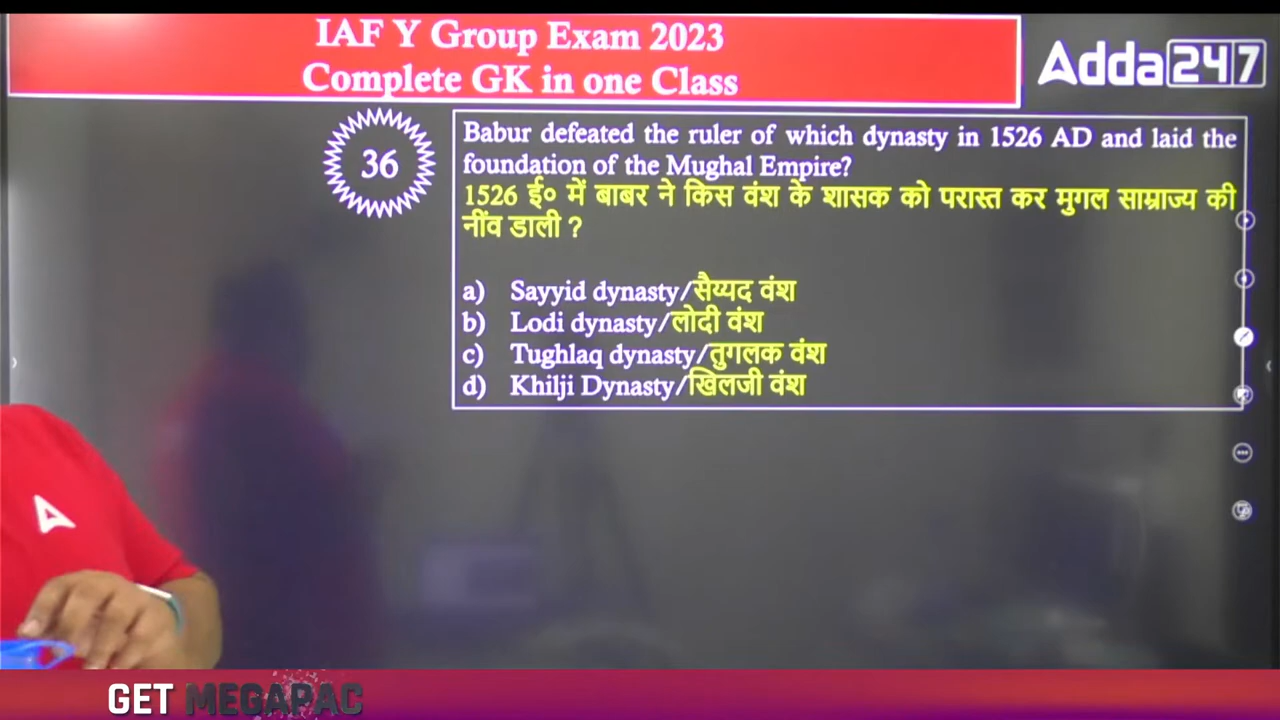 IAF Y Group Exam 2023
Complete GK in one Class
Adda247
36
Babur defeated the ruler of which dynasty in 1526 AD and laid the
foundation of the Mughal Empire?
1526 ई० में बाबर ने किस वंश के शासक को परास्त कर मुगल साम्राज्य की
नींव डाली ?
a) Sayyid dynasty/सैय्यद वंश
b) Lodi dynasty/लोदी वंश
c) Tughlaq dynasty/तुगलक वंश
d) Khilji Dynasty/खिलजी वंश
GET MEGAPAC